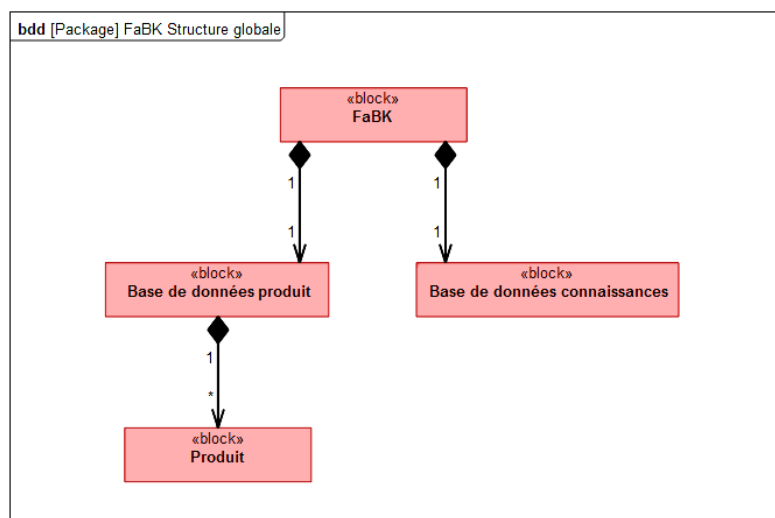 bdd [Package] FaBK Structure globale
«block»
FaBK
1
1
1
1
«block»
Base de données produit
«block»
Base de données connaissances
1
*
«block»
Produit